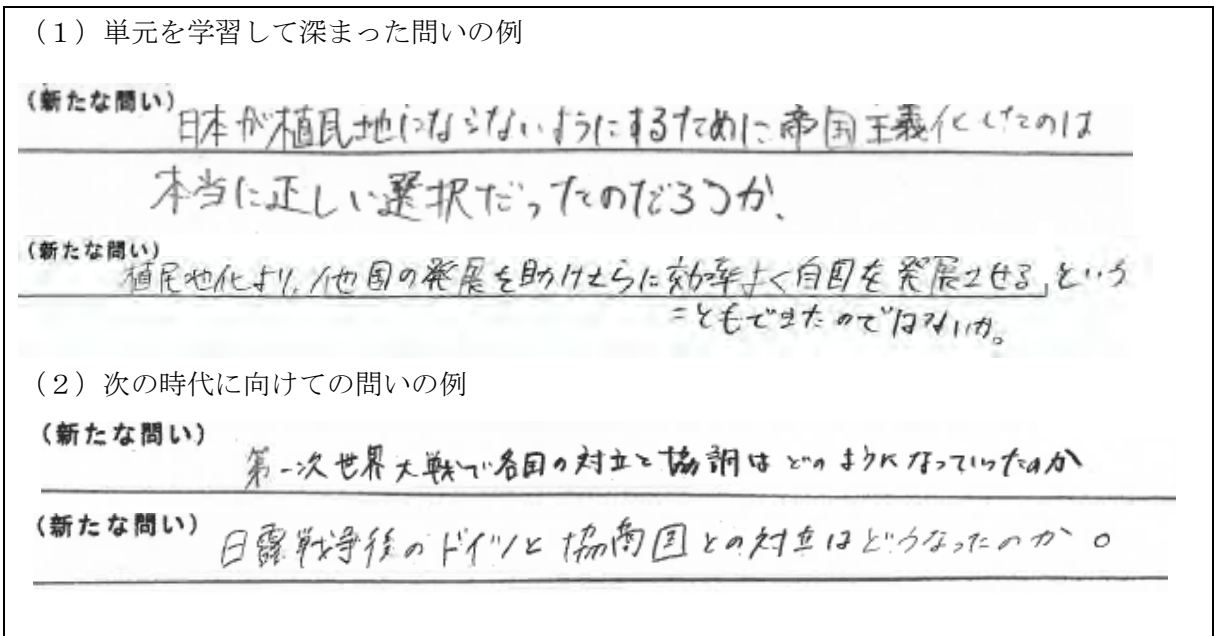 (1)単元を学習して深まった問いの例
(新たな問い)
日本が植民地にならないようにするために帝国主義化したのは
本当に正しい選択だったのだろうか、
(新たな問い)
植民地化より、他国の発展を助けさらに効率よく自国を発展させる、という
こともできたのではないか。
(2)次の時代に向けての問いの例
(新たな問い)
第一次世界大戦で各国の対立と協調はどのようになっていったのか
(新たな問い)
日露戦争後のドイツと協商国との対立はどうなったのか。